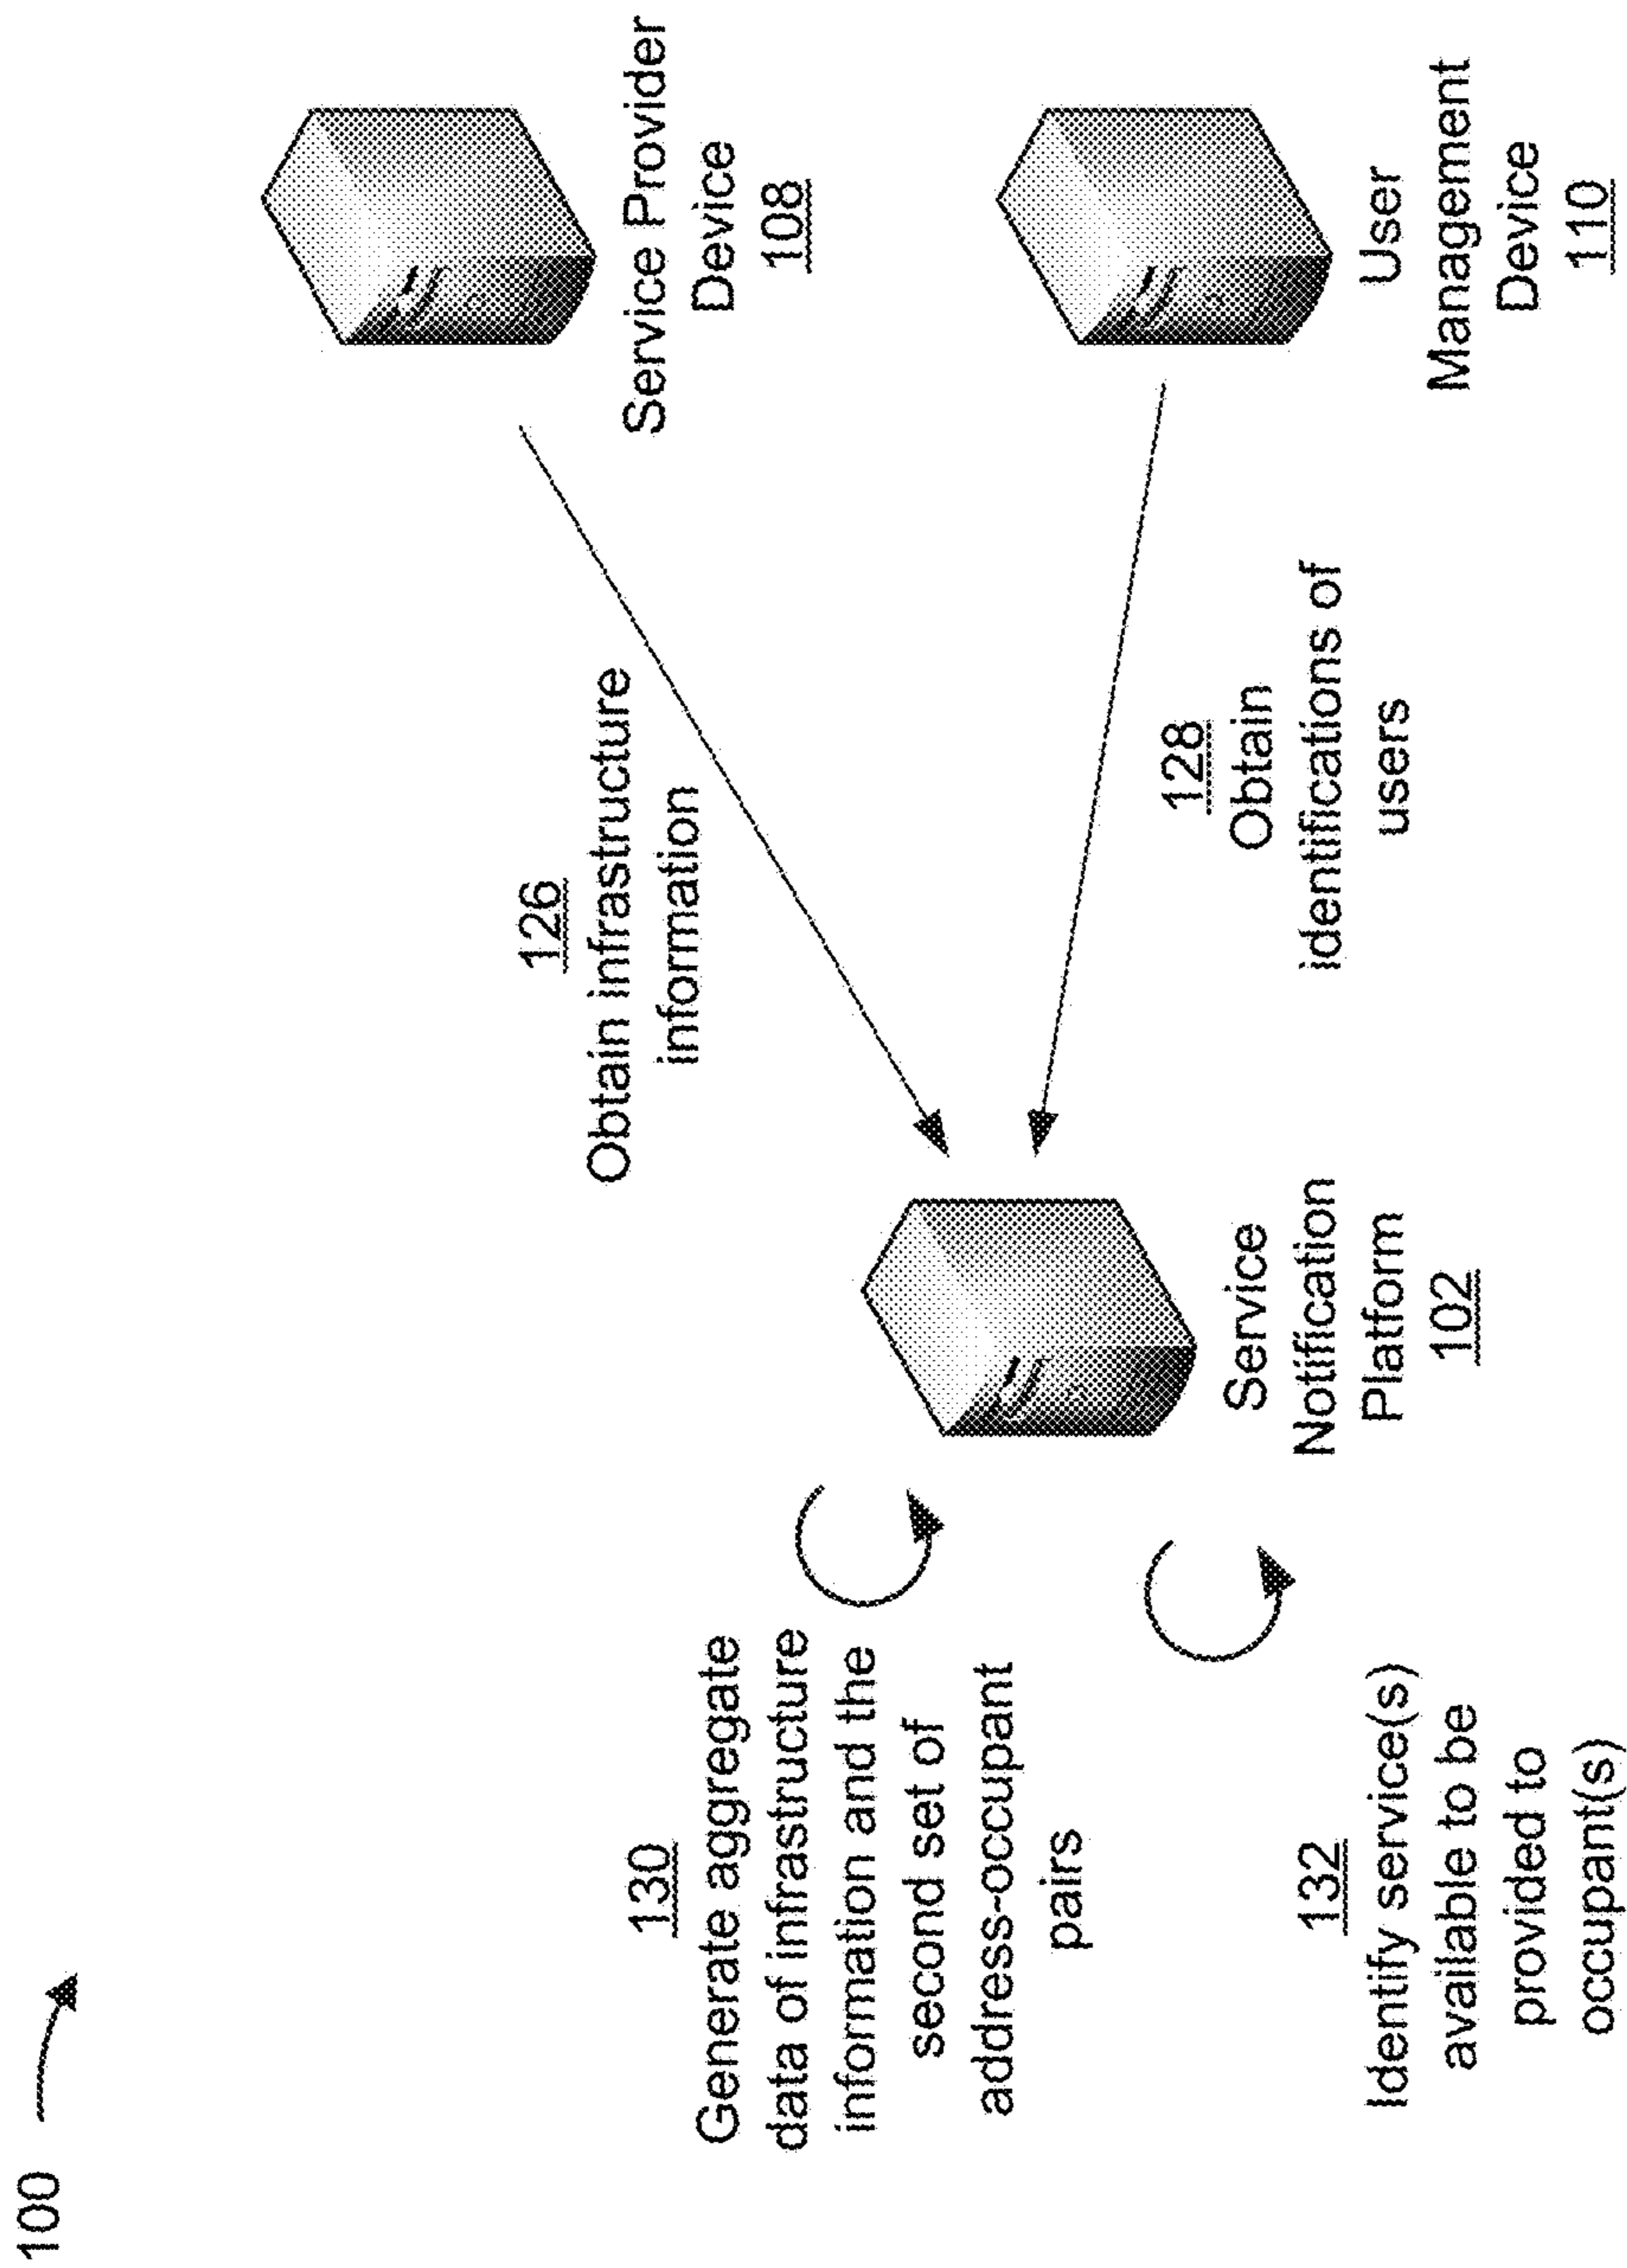 100
130
Generate aggregate
data of infrastructure
information and the
second set of
address-occupant
pairs
132
Identify service(s)
available to be
provided to
occupant(s)
Service
Notification
Platform
102
126
Obtain infrastructure
information
128
Obtain
identifications of
users
Service Provider
Device
108
User
Management
Device
110